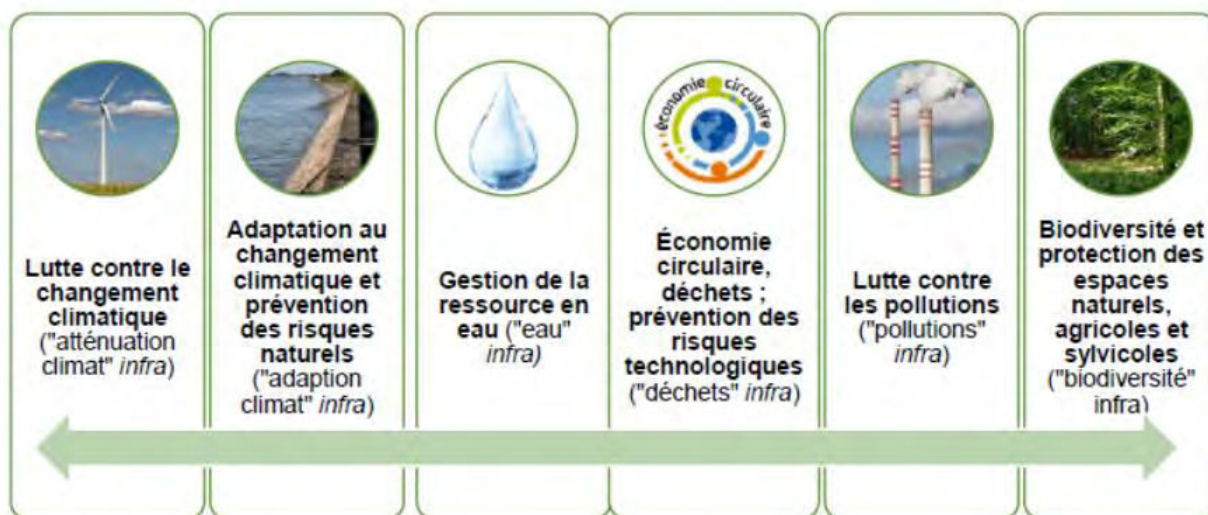 Lutte contre le
changement
climatique
("atténuation
climat" infra)
Adaptation au
changement
climatique et
prévention
des risques
naturels
("adaption
climat" infra)
Gestion de la
ressource en
eau ("eau"
infra)
économie circulaire
Économie
circulaire,
déchets ;
prévention des
risques
technologiques
("déchets" infra)
Lutte contre
les pollutions
("pollutions"
infra)
Biodiversité et
protection des
espaces
naturels,
agricoles et
sylvicoles
("biodiversité"
infra)